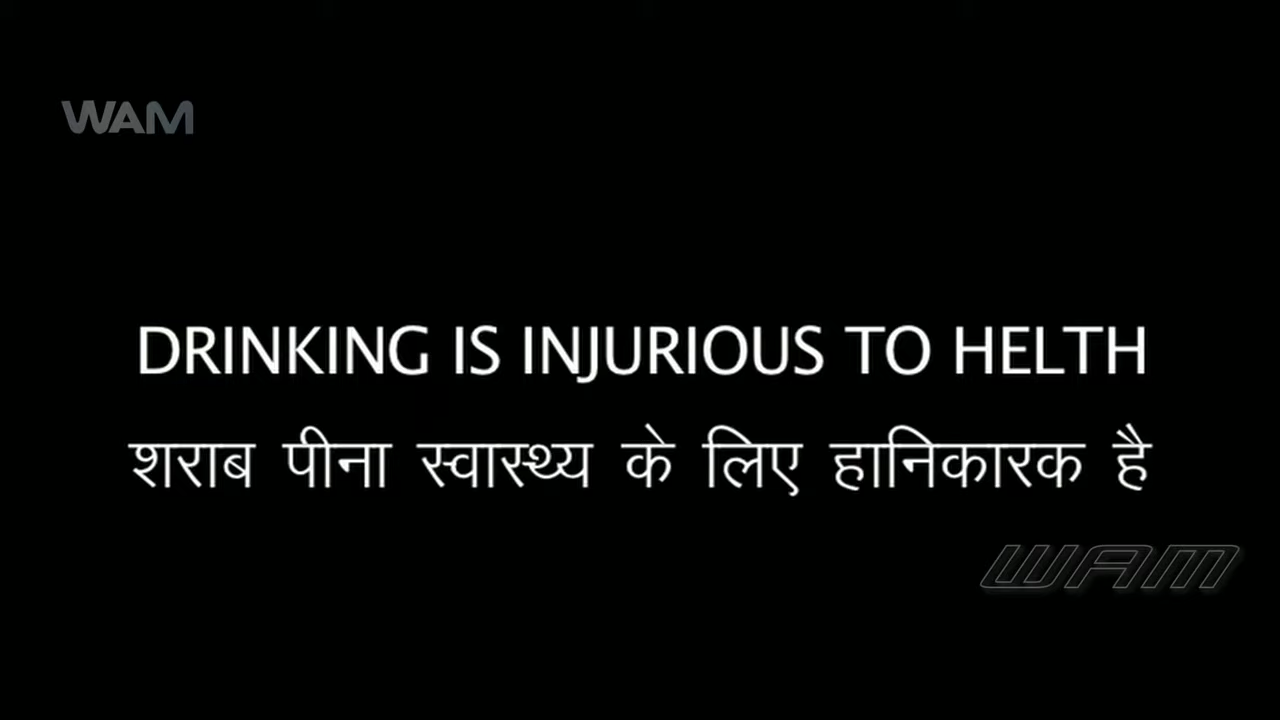 WAM
DRINKING IS INJURIOUS TO HELTH
शराब पीना स्वास्थ्य के लिए हानिकारक है
WAM